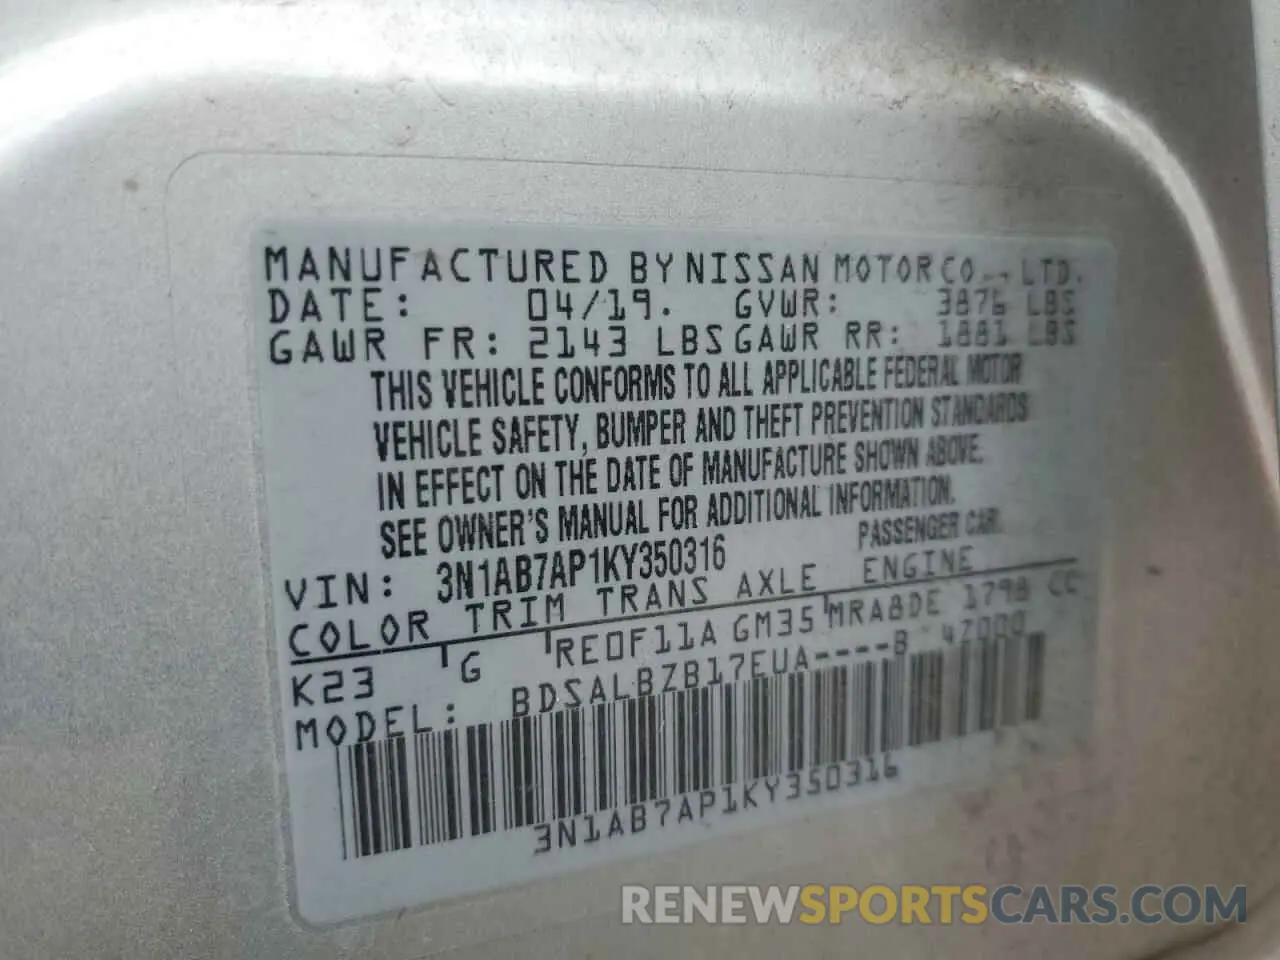 MANUFACTURED BY NISSAN MOTOR CO., LTD.
DATE: 04/19. GVWR: 3876 LBS
GAWR FR: 2143 LBS GAWR RR: 1881 LBS
THIS VEHICLE CONFORMS TO ALL APPLICABLE FEDERAL MOTOR
VEHICLE SAFETY, BUMPER AND THEFT PREVENTION STANDARDS
IN EFFECT ON THE DATE OF MANUFACTURE SHOWN ABOVE.
SEE OWNER'S MANUAL FOR ADDITIONAL INFORMATION.
VIN: 3N1AB7AP1KY350316 PASSENGER CAR.
COLOR TRIM TRANS AXLE ENGINE
K23 G RE0F11A GM35 MRA8DE 1798 CC
MODEL: BDSALBZB17EUA----B 4Z000
3N1AB7AP1KY350316
RENEWSPORTSCARS.COM